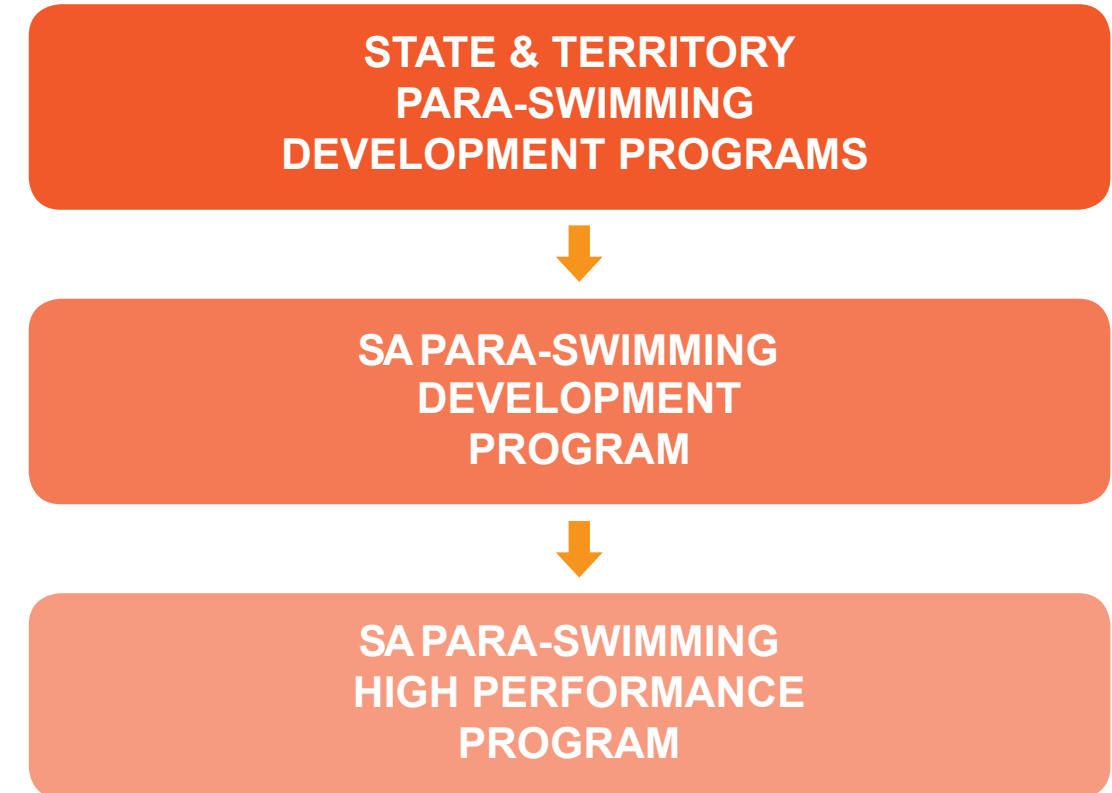 STATE & TERRITORY
PARA-SWIMMING
DEVELOPMENT PROGRAMS
SA PARA-SWIMMING
DEVELOPMENT
PROGRAM
SA PARA-SWIMMING
HIGH PERFORMANCE
PROGRAM